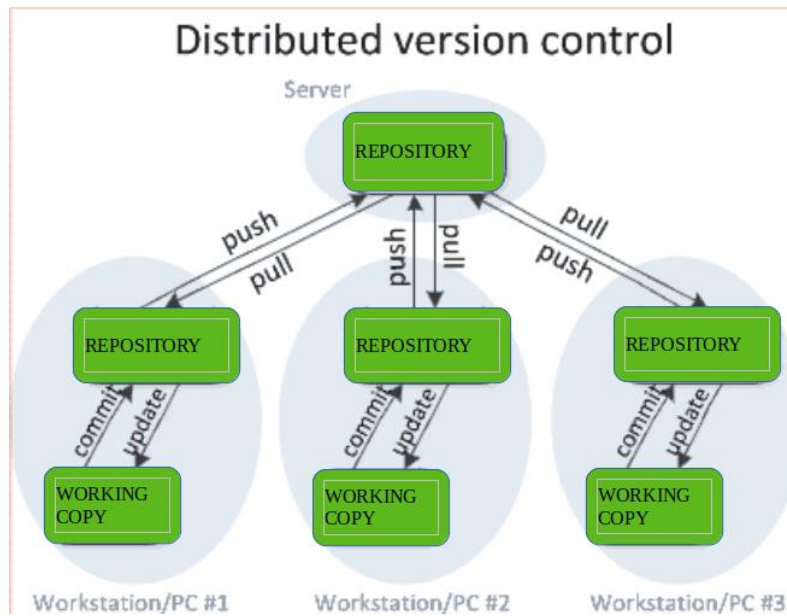 Distributed version control
Server
REPOSITORY
push
pull
push
pull
pull
push
REPOSITORY
REPOSITORY
REPOSITORY
commit
update
commit
update
commit
update
WORKING
COPY
WORKING
COPY
WORKING
COPY
Workstation/PC #1
Workstation/PC #2
Workstation/PC #3